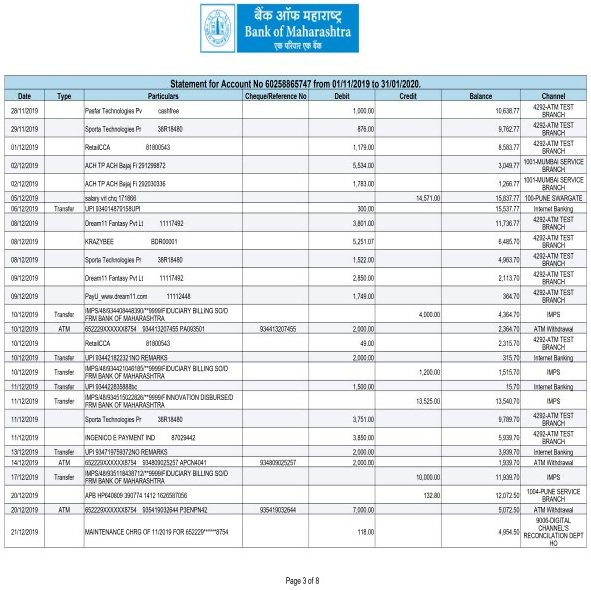 बैंक ऑफ महाराष्ट्र
Bank of Maharashtra
एक परिवार एक बैंक
Statement for Account No 60258865747 from 01/11/2019 to 31/01/2020.
Date Type Particulars Cheque/Reference No Debit Credit Balance Channel
28/11/2019 Panfar Technologies Pv cashfree 1,000.00 10,638.77 4292-ATM TEST BRANCH
29/11/2019 Sporta Technologies Pr 38R18480 876.00 9,762.77 4292-ATM TEST BRANCH
01/12/2019 RetailCCA 81800543 1,179.00 8,583.77 4292-ATM TEST BRANCH
02/12/2019 ACH TP ACH Bajaj Fi 291299872 5,534.00 3,049.77 1001-MUMBAI SERVICE BRANCH
02/12/2019 ACH TP ACH Bajaj Fi 292030336 1,783.00 1,266.77 1001-MUMBAI SERVICE BRANCH
05/12/2019 salary vrl chq 171866 14,571.00 15,837.77 100-PUNE SWARGATE
06/12/2019 Transfer UPI 934014879158UPI 300.00 15,537.77 Internet Banking
08/12/2019 Dream11 Fantasy Pvt Lt 11117492 3,801.00 11,736.77 4292-ATM TEST BRANCH
08/12/2019 KRAZYBEE BDR00001 5,251.07 6,485.70 4292-ATM TEST BRANCH
08/12/2019 Sporta Technologies Pr 38R18480 1,522.00 4,963.70 4292-ATM TEST BRANCH
09/12/2019 Dream11 Fantasy Pvt Lt 11117492 2,850.00 2,113.70 4292-ATM TEST BRANCH
09/12/2019 PayU_www.dream11.com 11112448 1,749.00 364.70 4292-ATM TEST BRANCH
10/12/2019 Transfer IMPS/48/934408448390/**9999/FIDUCIARY BILLING SO/D FRM BANK OF MAHARASHTRA 4,000.00 4,364.70 IMPS
10/12/2019 ATM 652229XXXXXX8754 934413207455 PA093501 934413207455 2,000.00 2,364.70 ATM Withdrawal
10/12/2019 RetailCCA 81800543 49.00 2,315.70 4292-ATM TEST BRANCH
10/12/2019 Transfer UPI 934421822321NO REMARKS 2,000.00 315.70 Internet Banking
10/12/2019 Transfer IMPS/48/934421046185/**9999/FIDUCIARY BILLING SO/D FRM BANK OF MAHARASHTRA 1,200.00 1,515.70 IMPS
11/12/2019 Transfer UPI 934422835888bc 1,500.00 15.70 Internet Banking
11/12/2019 Transfer IMPS/48/934515022826/**9999/FINNOVATION DISBURSE/D FRM BANK OF MAHARASHTRA 13,525.00 13,540.70 IMPS
11/12/2019 Sporta Technologies Pr 38R18480 3,751.00 9,789.70 4292-ATM TEST BRANCH
11/12/2019 INGENICO E PAYMENT IND 87029442 3,850.00 5,939.70 4292-ATM TEST BRANCH
13/12/2019 Transfer UPI 934719759372NO REMARKS 2,000.00 3,939.70 Internet Banking
14/12/2019 ATM 652229XXXXXX8754 934809025257 APCN4041 934809025257 2,000.00 1,939.70 ATM Withdrawal
17/12/2019 Transfer IMPS/48/935118438712/**9999/FIDUCIARY BILLING SO/D FRM BANK OF MAHARASHTRA 10,000.00 11,939.70 IMPS
20/12/2019 APB HP640809 390774 1412 1626587056 132.80 12,072.50 1004-PUNE SERVICE BRANCH
20/12/2019 ATM 652229XXXXXX8754 935419032644 P3ENPN42 935419032644 7,000.00 5,072.50 ATM Withdrawal
21/12/2019 MAINTENANCE CHRG OF 11/2019 FOR 652229******8754 118.00 4,954.50 9006-DIGITAL CHANNEL'S RECONCILATION DEPT HO
Page 3 of 8